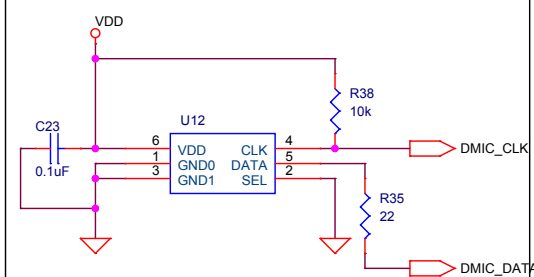 VDD
R38
10k
C23
0.1uF
U12
6 VDD CLK 4
1 GND0 DATA 5
3 GND1 SEL 2
DMIC_CLK
R35
22
DMIC_DATA